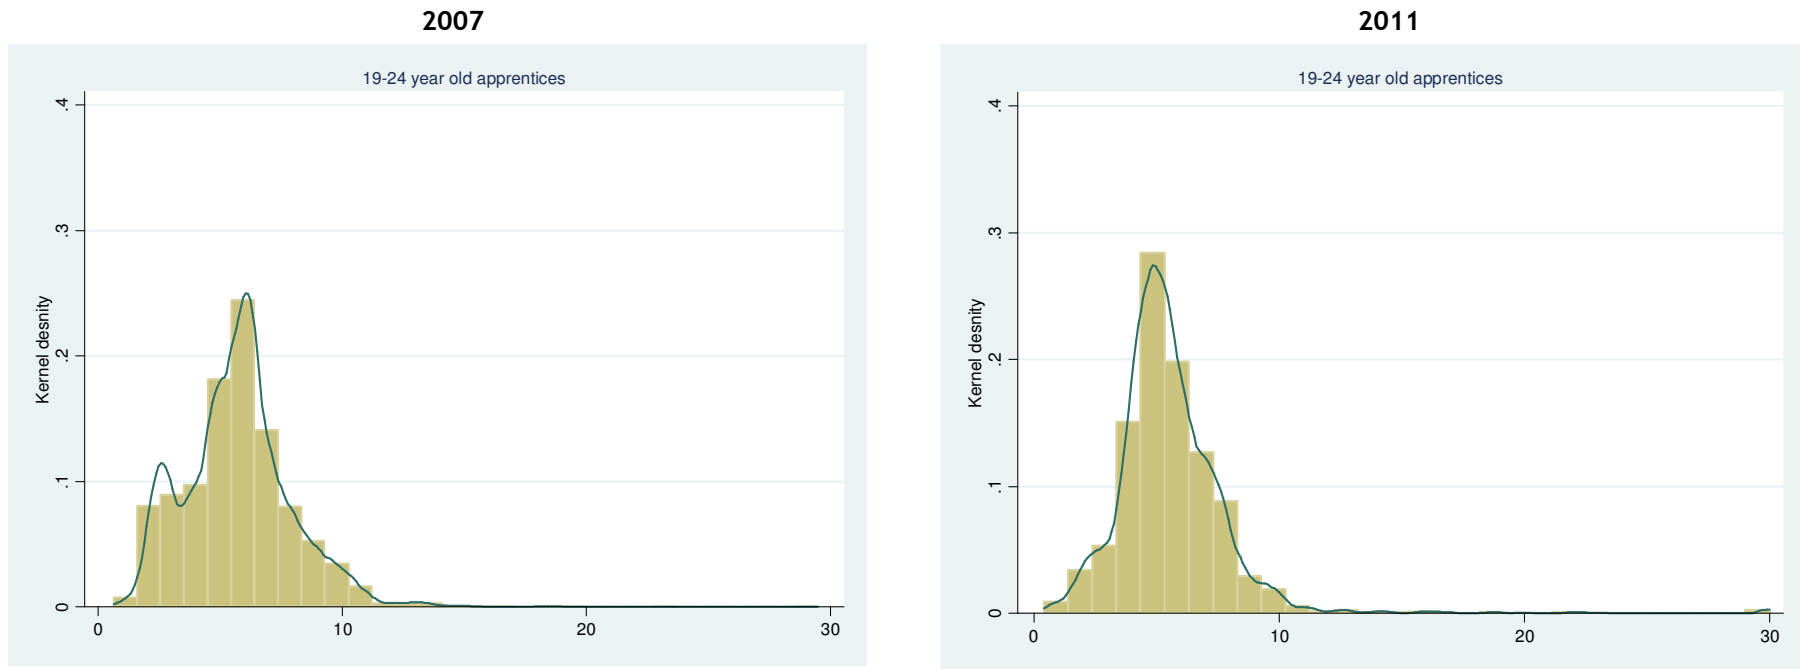 2007
19-24 year old apprentices
.4
.3
.2
.1
0
Kernel desnity
0 10 20 30
2011
19-24 year old apprentices
.4
.3
.2
.1
0
Kernel desnity
0 10 20 30